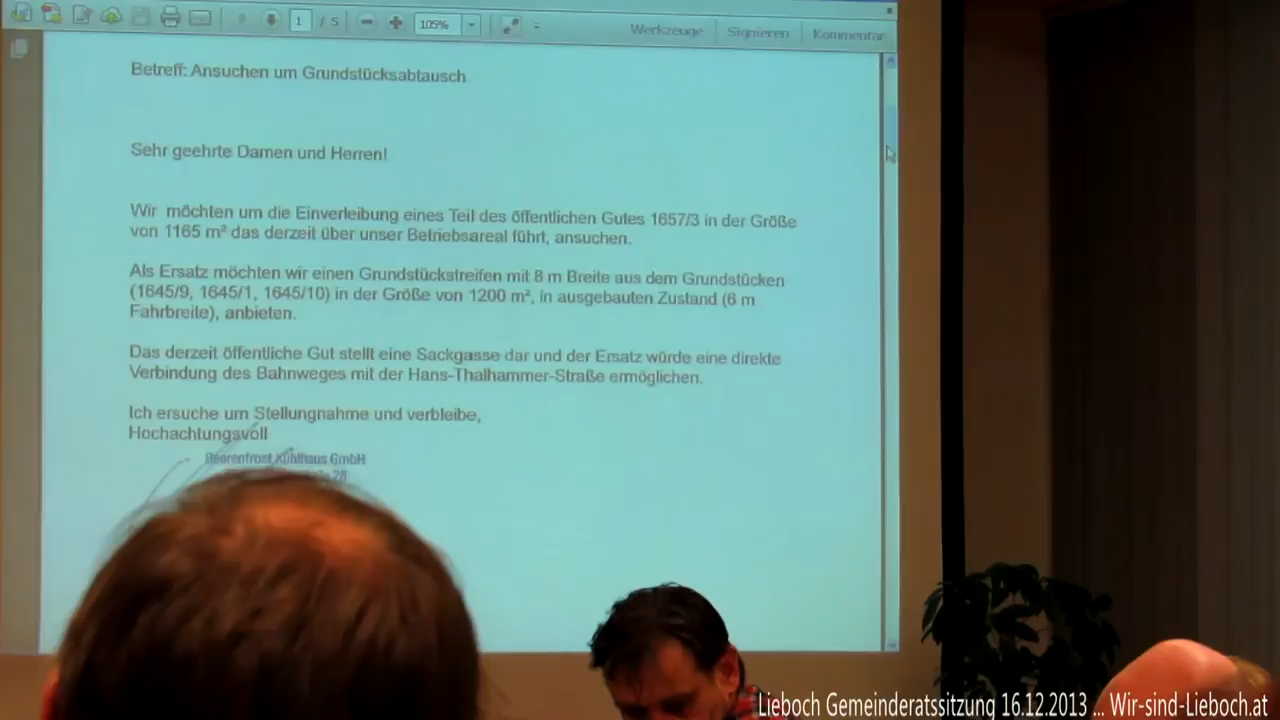 1 / 5
105%
Werkzeuge Signieren Kommentar
Betreff: Ansuchen um Grundstücksabtausch
Sehr geehrte Damen und Herren!
Wir möchten um die Einverleibung eines Teil des öffentlichen Gutes 1657/3 in der Größe
von 1165 m² das derzeit über unser Betriebsareal führt, ansuchen.
Als Ersatz möchten wir einen Grundstückstreifen mit 8 m Breite aus dem Grundstücken
(1645/9, 1645/1, 1645/10) in der Größe von 1200 m², in ausgebauten Zustand (6 m
Fahrbreite), anbieten.
Das derzeit öffentliche Gut stellt eine Sackgasse dar und der Ersatz würde eine direkte
Verbindung des Bahnweges mit der Hans-Thalhammer-Straße ermöglichen.
Ich ersuche um Stellungnahme und verbleibe,
Hochachtungsvoll
Beerenfrost Kühlhaus GmbH
28
Lieboch Gemeinderatssitzung 16.12.2013 ... Wir-sind-Lieboch.at